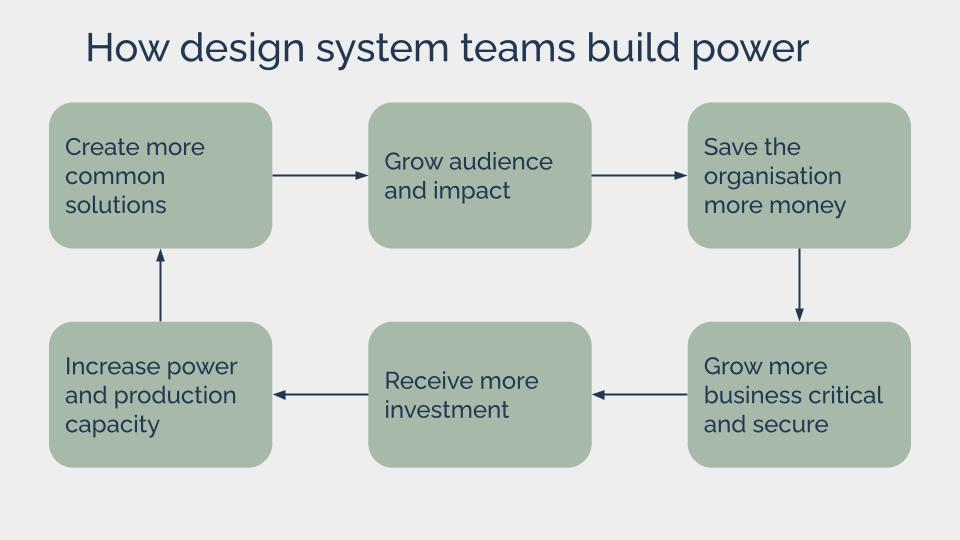 How design system teams build power
Create more
common
solutions
Grow audience
and impact
Save the
organisation
more money
Increase power
and production
capacity
Receive more
investment
Grow more
business critical
and secure